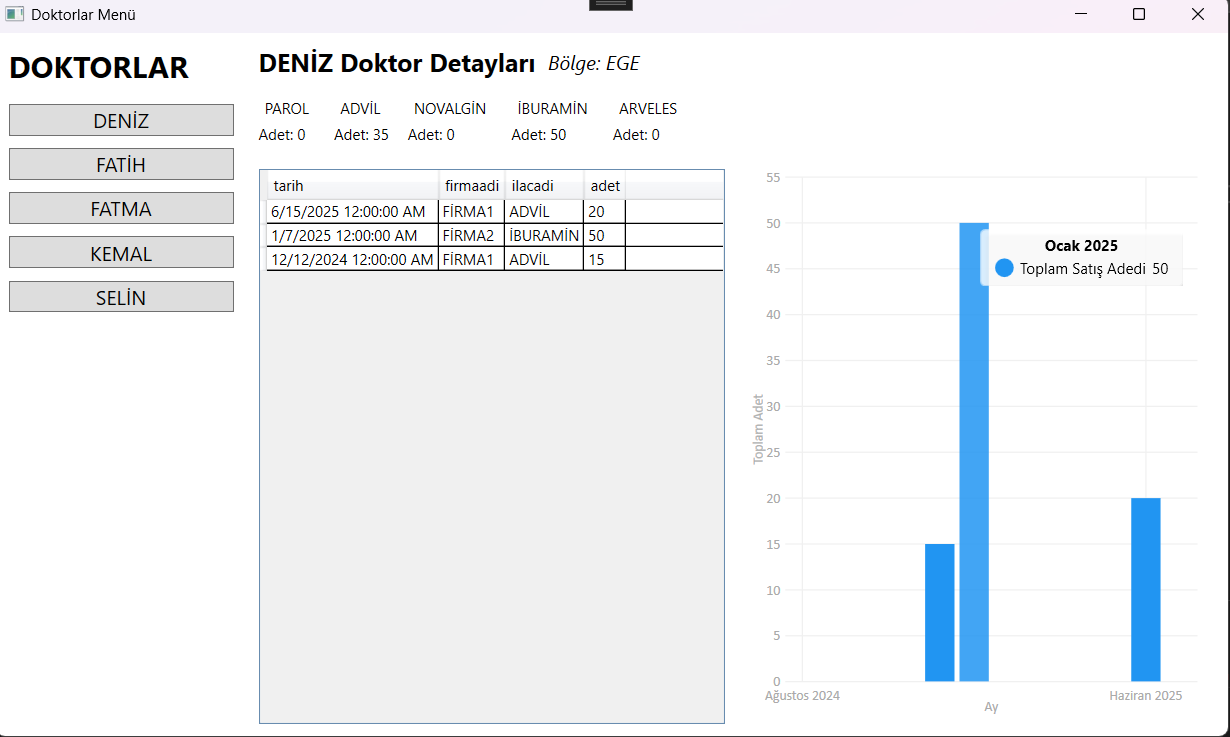 Doktorlar Menü
DOKTORLAR
DENİZ
FATİH
FATMA
KEMAL
SELİN
DENİZ Doktor Detayları Bölge: EGE
PAROL ADVİL NOVALGİN İBURAMİN ARVELES
Adet: 0 Adet: 35 Adet: 0 Adet: 50 Adet: 0
tarih firmaadi ilacadi adet
6/15/2025 12:00:00 AM FİRMA1 ADVİL 20
1/7/2025 12:00:00 AM FİRMA2 İBURAMİN 50
12/12/2024 12:00:00 AM FİRMA1 ADVİL 15
Toplam Adet
55
50
45
40
35
30
25
20
15
10
5
0
Ocak 2025
Toplam Satış Adedi 50
Ağustos 2024 Haziran 2025
Ay